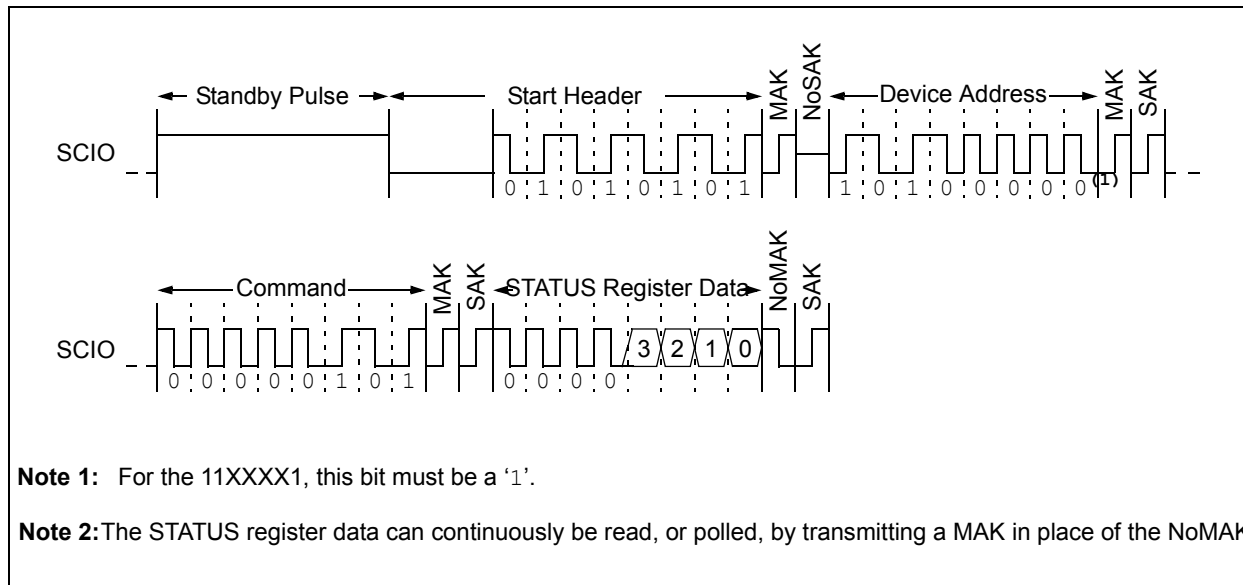 MAK
NoSAK
MAK
SAK
Standby Pulse
Start Header
Device Address
SCIO
0 1 0 1 0 1 0 1
1 0 1 0 0 0 0 0(1)
MAK
SAK
NoMAK
SAK
Command
STATUS Register Data
SCIO
3 2 1 0
0 0 0 0 0 1 0 1
0 0 0 0
Note 1: For the 11XXXX1, this bit must be a ‘1’.
Note 2:The STATUS register data can continuously be read, or polled, by transmitting a MAK in place of the NoMAK